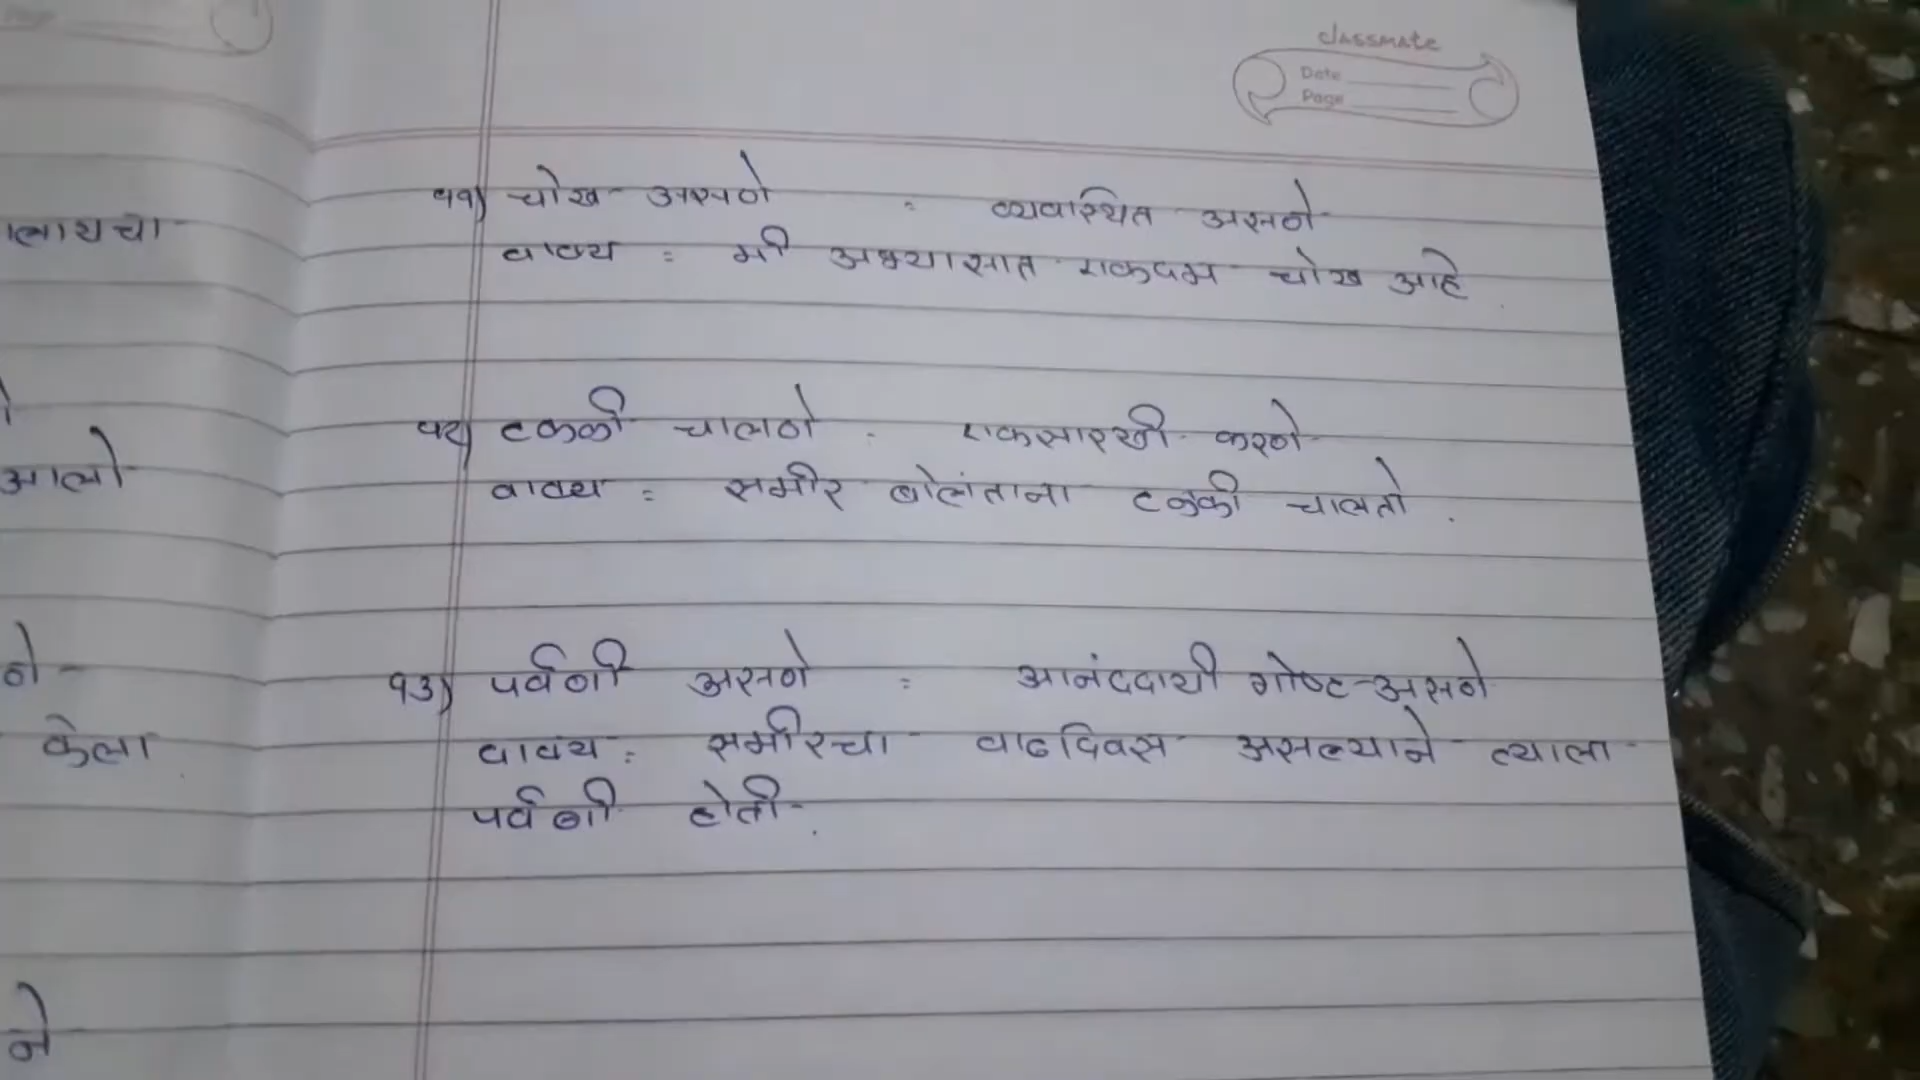 लायचा
आलो
ने
केला
ने
classmate
Date
Page
११) चोख असणे : व्यवस्थित असणे
वाक्य : मी अभ्यासात एकदम चोख आहे.
१२) टकळी चालणे : एकसारखी करणे
वाक्य : समीर बोलंताना टकळी चालतो.
१३) पर्वणी असणे : आनंददायी गोष्ट असणे
वाक्य : समीरचा वाढदिवस असल्याने त्याला
पर्वणी होती.